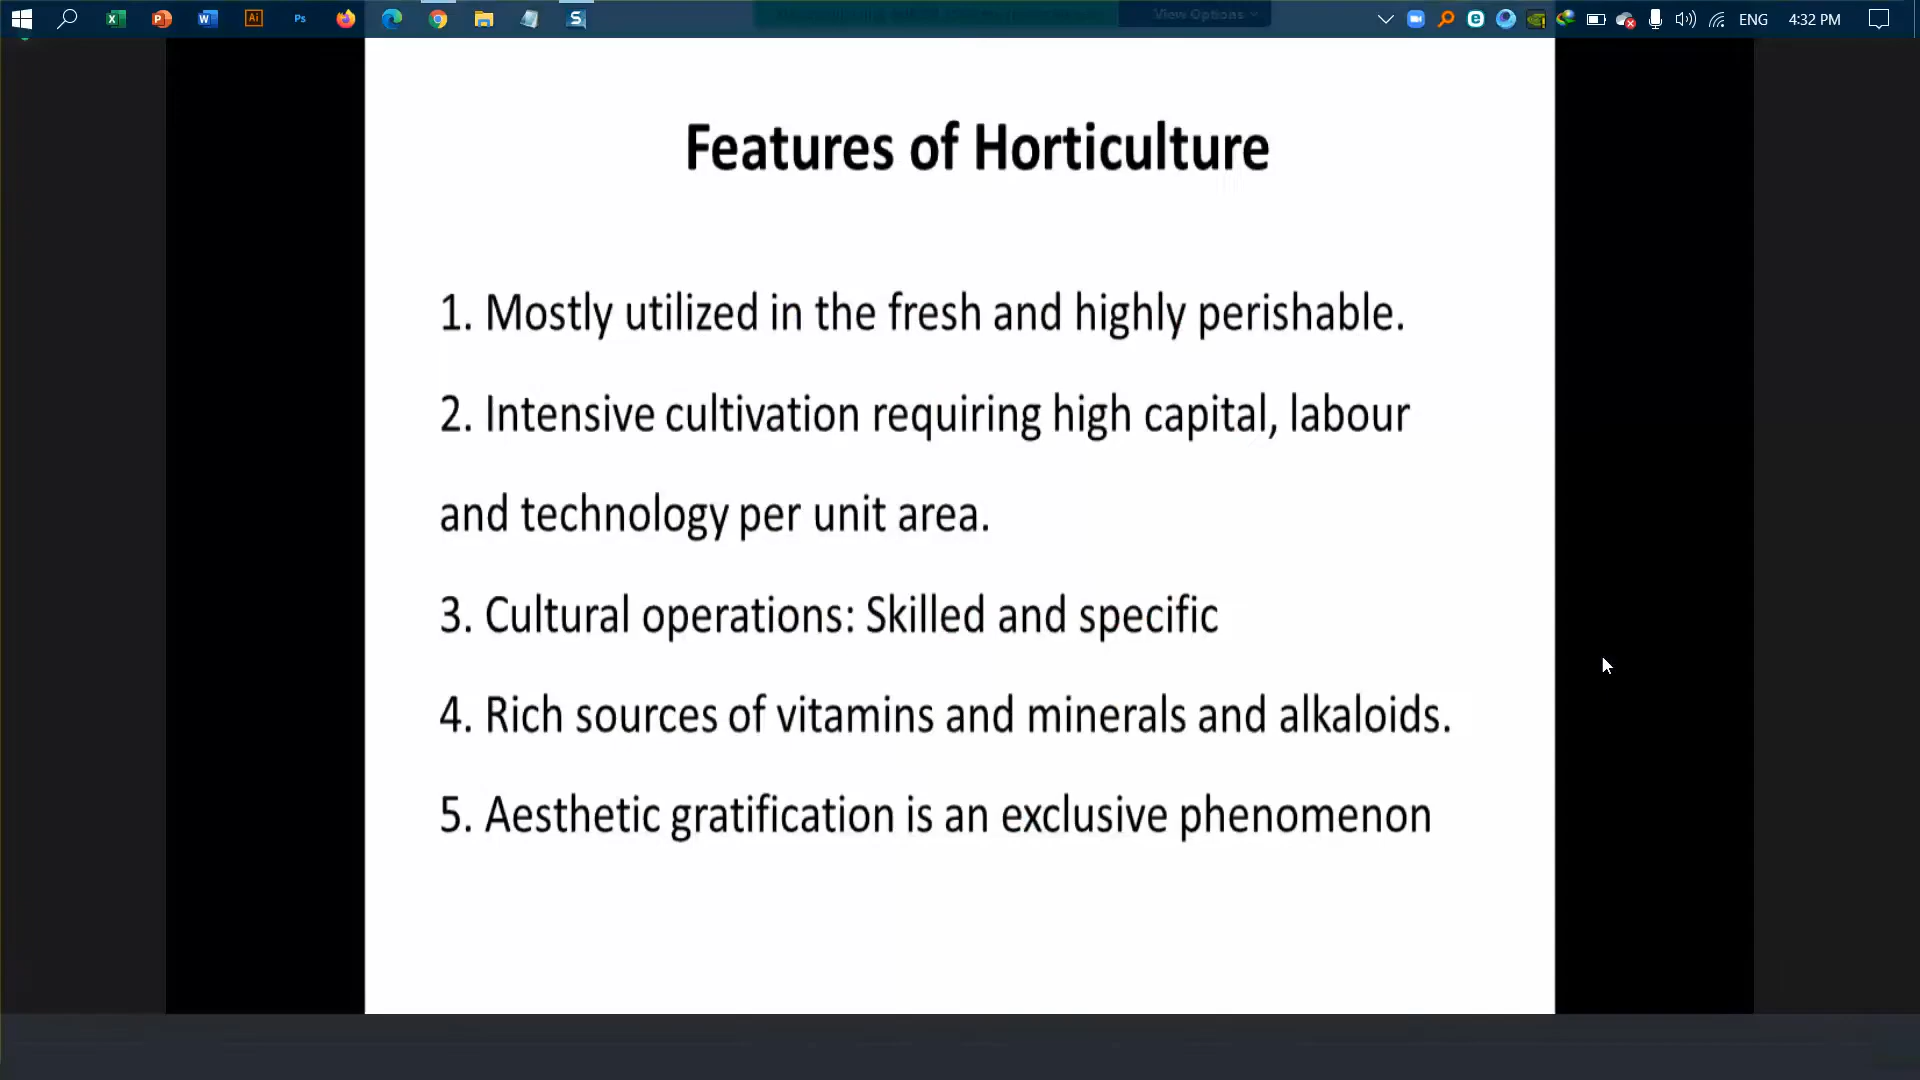 View Options
ENG
4:32 PM
Features of Horticulture
1. Mostly utilized in the fresh and highly perishable.
2. Intensive cultivation requiring high capital, labour
and technology per unit area.
3. Cultural operations: Skilled and specific
4. Rich sources of vitamins and minerals and alkaloids.
5. Aesthetic gratification is an exclusive phenomenon